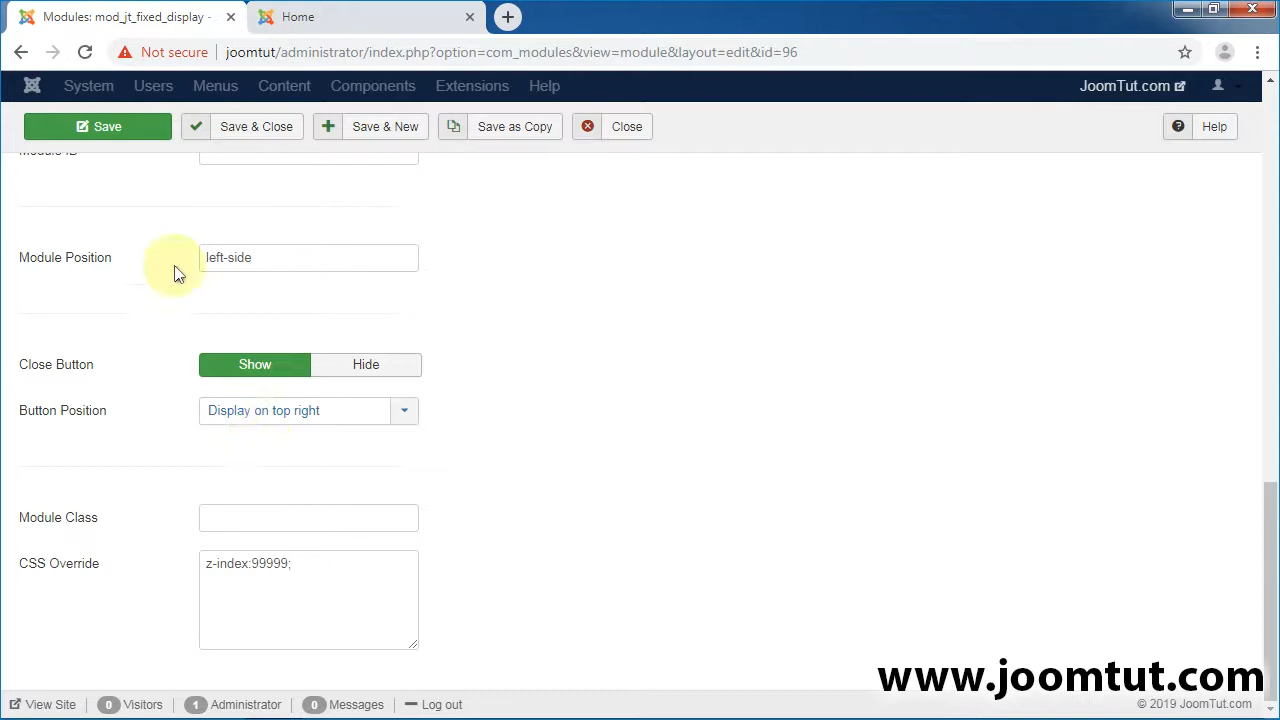 Modules: mod_jt_fixed_display -
Home
Not secure joomtut/administrator/index.php?option=com_modules&view=module&layout=edit&id=96
System Users Menus Content Components Extensions Help JoomTut.com
Save Save & Close Save & New Save as Copy Close Help
Module ID
Module Position left-side
Close Button Show Hide
Button Position Display on top right
Module Class
CSS Override z-index:99999;
www.joomtut.com
View Site 0 Visitors 1 Administrator 0 Messages Log out © 2019 JoomTut.com